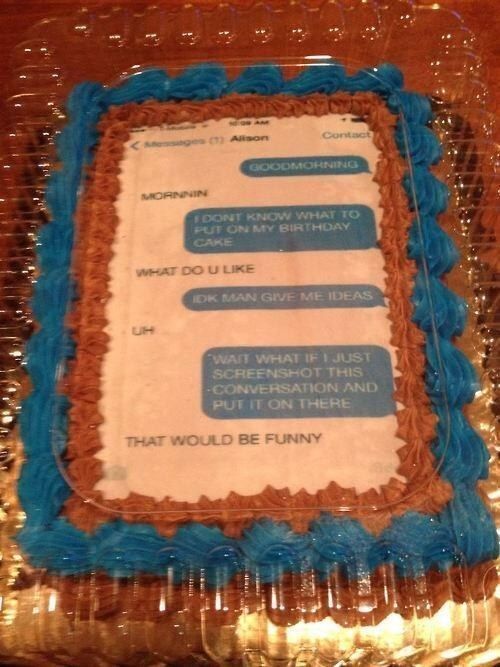 10:09 AM
< Messages (1) Alison Contact
GOODMORNING
MORNNIN
I DONT KNOW WHAT TO
PUT ON MY BIRTHDAY
CAKE
WHAT DO U LIKE
IDK MAN GIVE ME IDEAS
UH
WAIT WHAT IF I JUST
SCREENSHOT THIS
CONVERSATION AND
PUT IT ON THERE
THAT WOULD BE FUNNY